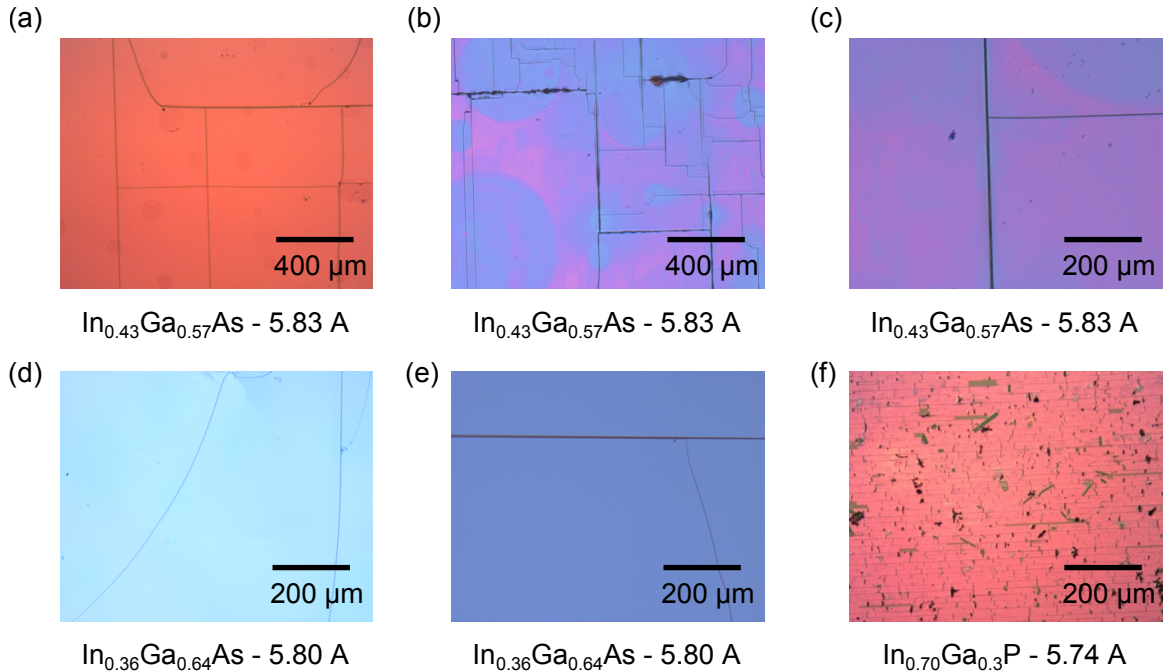 (a)
(b)
(c)
400 µm
400 µm
200 µm
In0.43Ga0.57As - 5.83 A
In0.43Ga0.57As - 5.83 A
In0.43Ga0.57As - 5.83 A
(d)
(e)
(f)
200 µm
200 µm
200 µm
In0.36Ga0.64As - 5.80 A
In0.36Ga0.64As - 5.80 A
In0.70Ga0.3P - 5.74 A